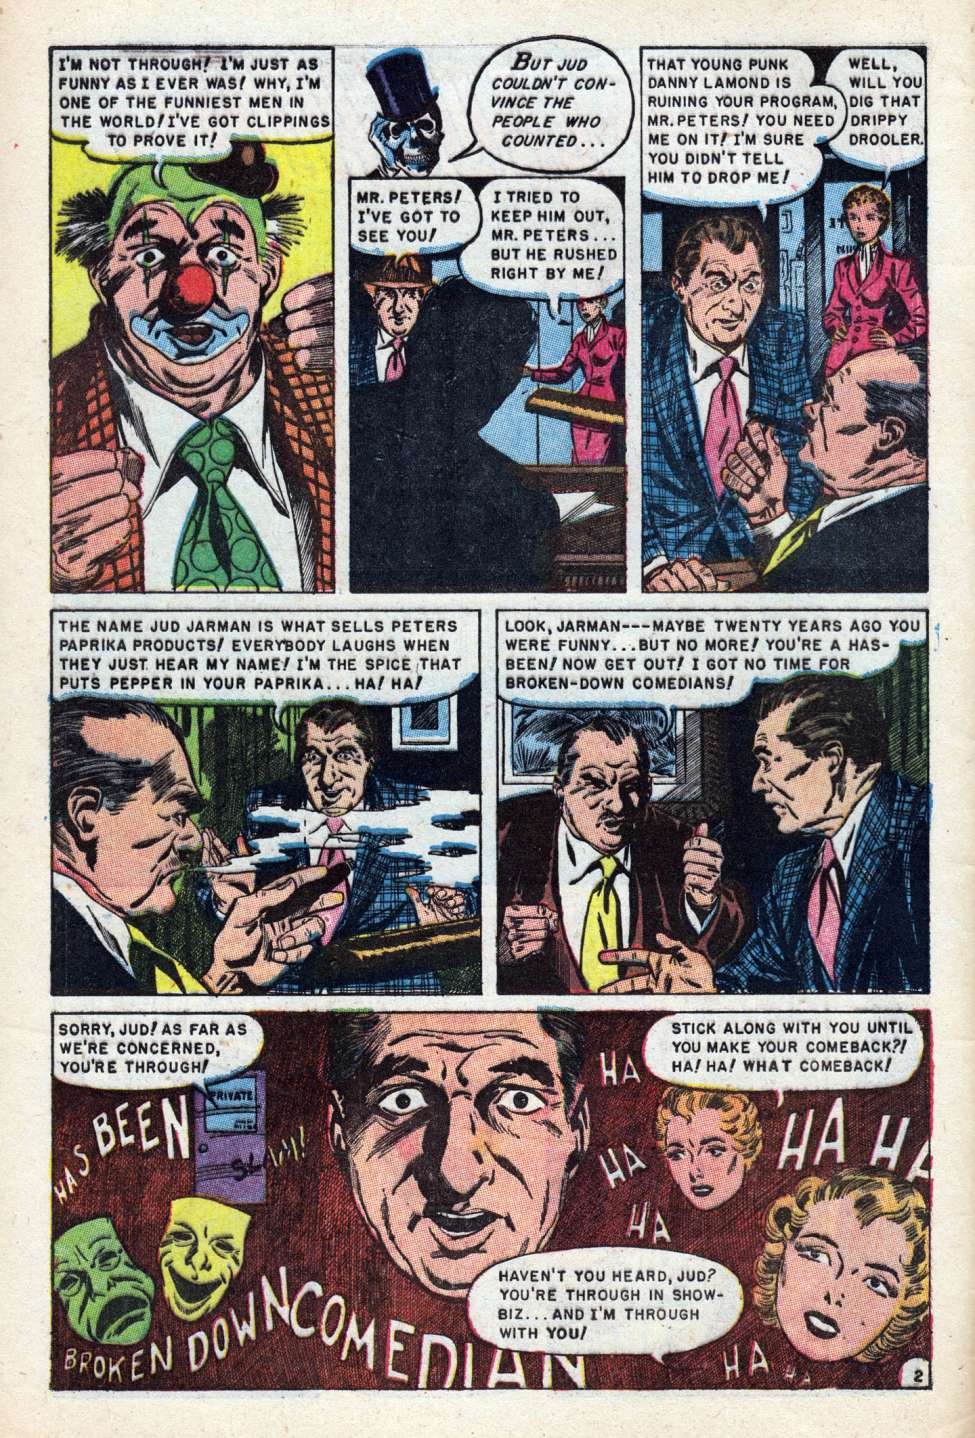 I'M NOT THROUGH! I'M JUST AS
FUNNY AS I EVER WAS! WHY, I'M
ONE OF THE FUNNIEST MEN IN
THE WORLD! I'VE GOT CLIPPINGS
TO PROVE IT!
BUT JUD
COULDN'T CON-
VINCE THE
PEOPLE WHO
COUNTED...
MR. PETERS!
I'VE GOT TO
SEE YOU!
I TRIED TO
KEEP HIM OUT,
MR. PETERS...
BUT HE RUSHED
RIGHT BY ME!
THAT YOUNG PUNK
DANNY LAMOND IS
RUINING YOUR PROGRAM,
MR. PETERS! YOU NEED
ME ON IT! I'M SURE
YOU DIDN'T TELL
HIM TO DROP ME!
WELL,
WILL YOU
DIG THAT
DRIPPY
DROOLER.
THE NAME JUD JARMAN IS WHAT SELLS PETERS
PAPRIKA PRODUCTS! EVERYBODY LAUGHS WHEN
THEY JUST HEAR MY NAME! I'M THE SPICE THAT
PUTS PEPPER IN YOUR PAPRIKA... HA! HA!
LOOK, JARMAN---MAYBE TWENTY YEARS AGO YOU
WERE FUNNY...BUT NO MORE! YOU'RE A HAS-
BEEN! NOW GET OUT! I GOT NO TIME FOR
BROKEN-DOWN COMEDIANS!
SORRY, JUD! AS FAR AS
WE'RE CONCERNED,
YOU'RE THROUGH!
PRIVATE
SLAM!
HAS BEEN
BROKEN DOWN COMEDIAN
STICK ALONG WITH YOU UNTIL
YOU MAKE YOUR COMEBACK?!
HA! HA! WHAT COMEBACK!
HA
HA
HA
HA HA
HAVEN'T YOU HEARD, JUD?
YOU'RE THROUGH IN SHOW-
BIZ... AND I'M THROUGH
WITH YOU!
HA HA
2